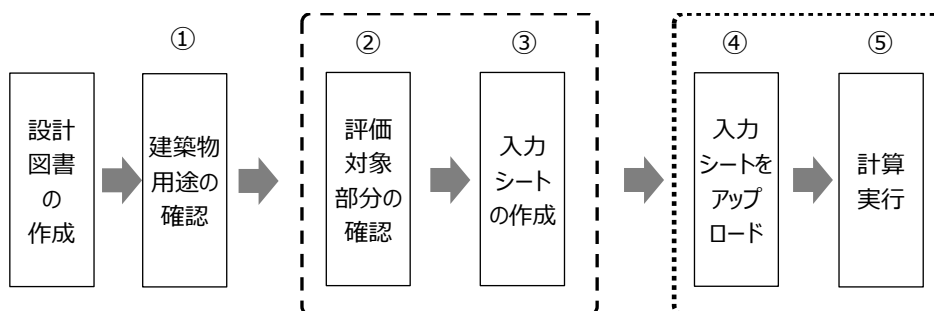 ①
②
③
④
⑤
設計
図書
の
作成
建築物
用途の
確認
評価
対象
部分の
確認
入力
シート
の作成
入力
シートを
アップ
ロード
計算
実行